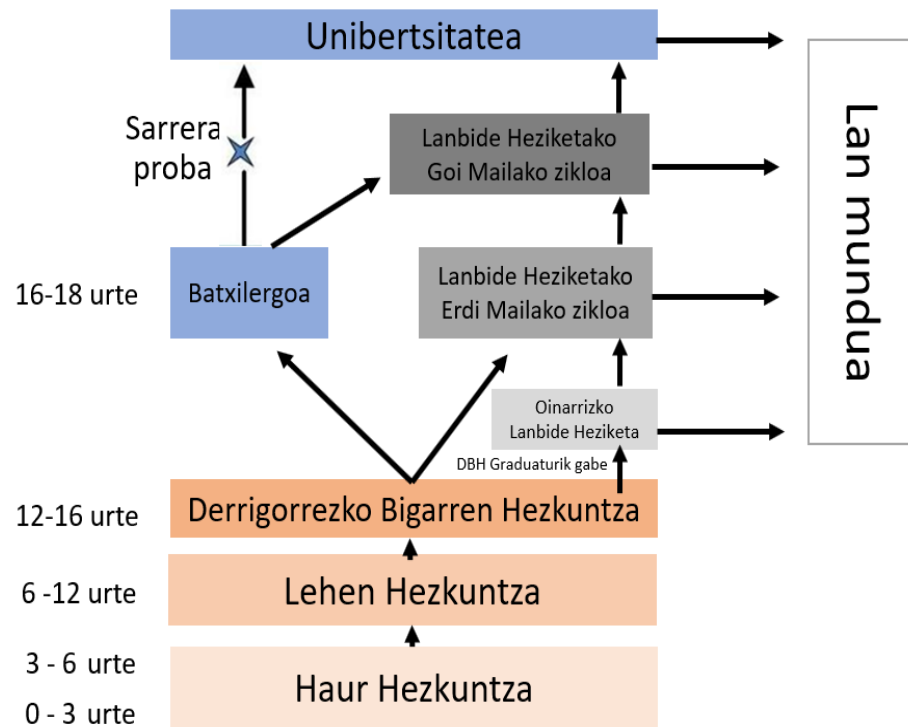 Unibertsitatea
Sarrera
proba
Lanbide Heziketako
Goi Mailako zikloa
Lan mundua
16-18 urte
Batxilergoa
Lanbide Heziketako
Erdi Mailako zikloa
Oinarrizko
Lanbide Heziketa
DBH Graduaturik gabe
12-16 urte
Derrigorrezko Bigarren Hezkuntza
6 -12 urte
Lehen Hezkuntza
3 - 6 urte
Haur Hezkuntza
0 - 3 urte